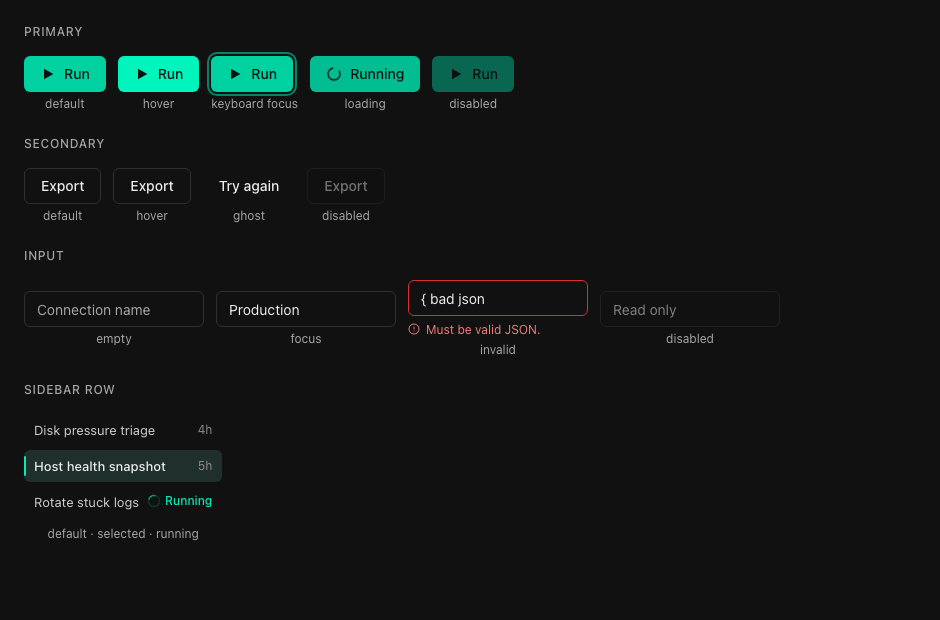 PRIMARY
Run Run Run Running Run
default hover keyboard focus loading disabled
SECONDARY
Export Export Try again Export
default hover ghost disabled
INPUT
Connection name Production { bad json Read only
Must be valid JSON.
empty focus invalid disabled
SIDEBAR ROW
Disk pressure triage 4h
Host health snapshot 5h
Rotate stuck logs Running
default · selected · running